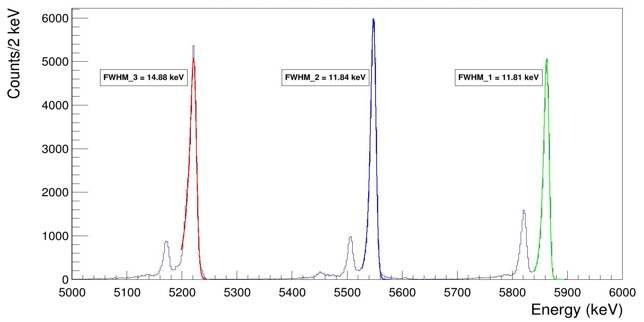 Counts/2 keV
6000
5000
4000
3000
2000
1000
0
FWHM_3 = 14.88 keV
FWHM_2 = 11.84 keV
FWHM_1 = 11.81 keV
5000 5100 5200 5300 5400 5500 5600 5700 5800 5900 6000
Energy (keV)